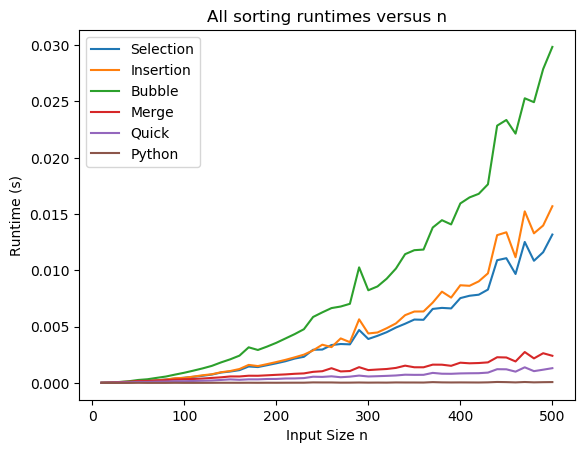 All sorting runtimes versus n
Selection
Insertion
Bubble
Merge
Quick
Python
0.030
0.025
0.020
0.015
0.010
0.005
0.000
Runtime (s)
0 100 200 300 400 500
Input Size n